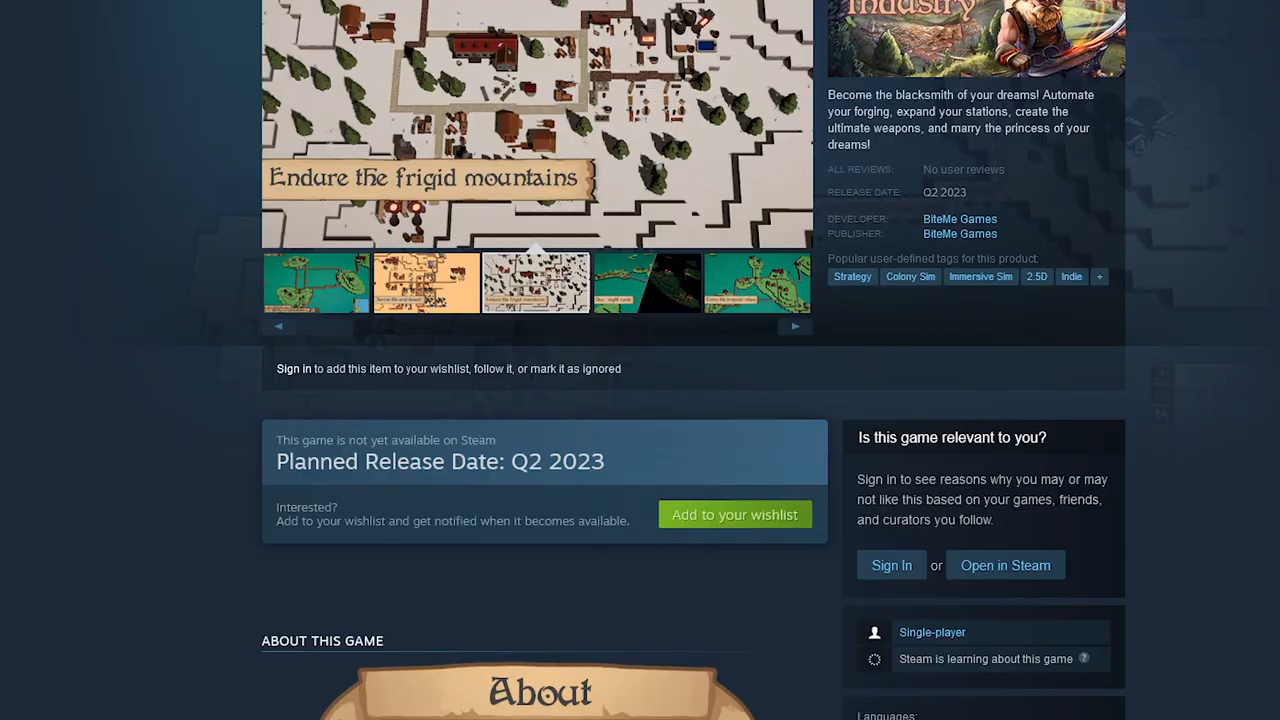 Industry
Endure the frigid mountains
Become the blacksmith of your dreams! Automate
your forging, expand your stations, create the
ultimate weapons, and marry the princess of your
dreams!
ALL REVIEWS: No user reviews
RELEASE DATE: Q2 2023
DEVELOPER: BiteMe Games
PUBLISHER: BiteMe Games
Popular user-defined tags for this product:
Strategy Colony Sim Immersive Sim 2.5D Indie +
Endure the frigid mountains
Day - night cycle
Sign in to add this item to your wishlist, follow it, or mark it as ignored
This game is not yet available on Steam
Planned Release Date: Q2 2023
Interested?
Add to your wishlist and get notified when it becomes available.
Add to your wishlist
Is this game relevant to you?
Sign in to see reasons why you may or may
not like this based on your games, friends,
and curators you follow.
Sign In or Open in Steam
Single-player
Steam is learning about this game ?
Languages:
ABOUT THIS GAME
About